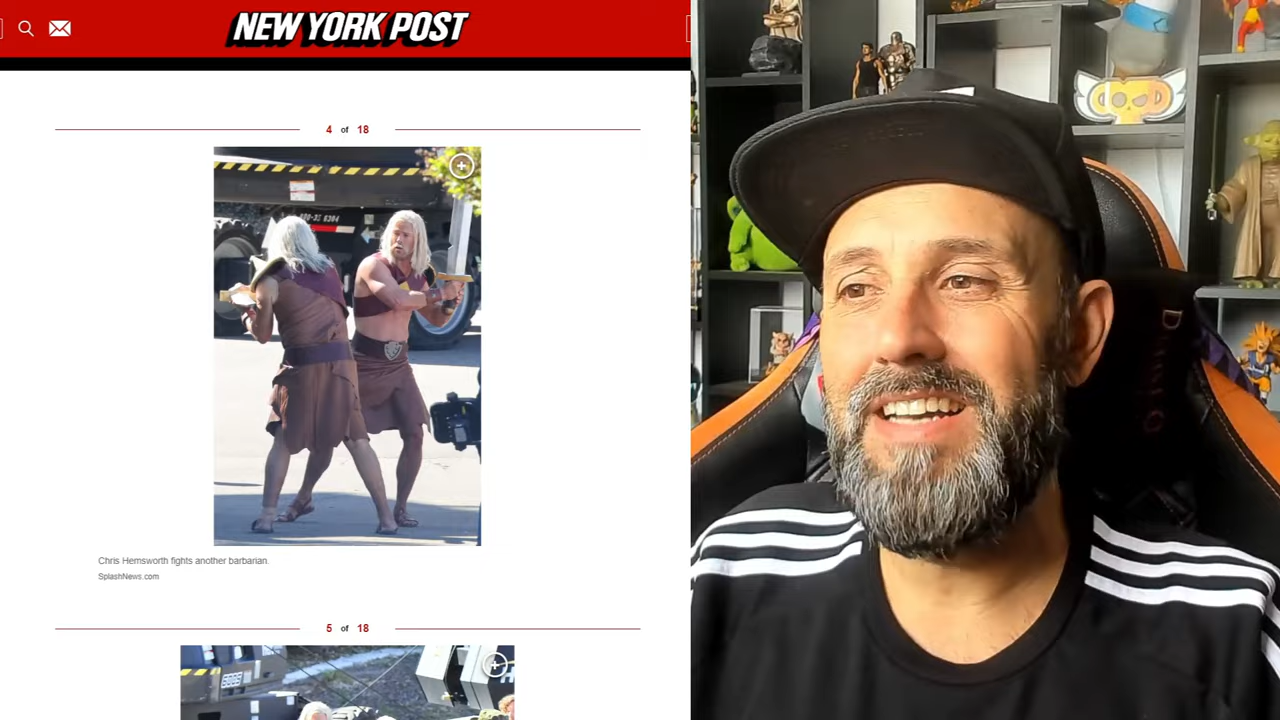 NEW YORK POST
4 of 18
Chris Hemsworth fights another barbarian.
SplashNews.com
5 of 18